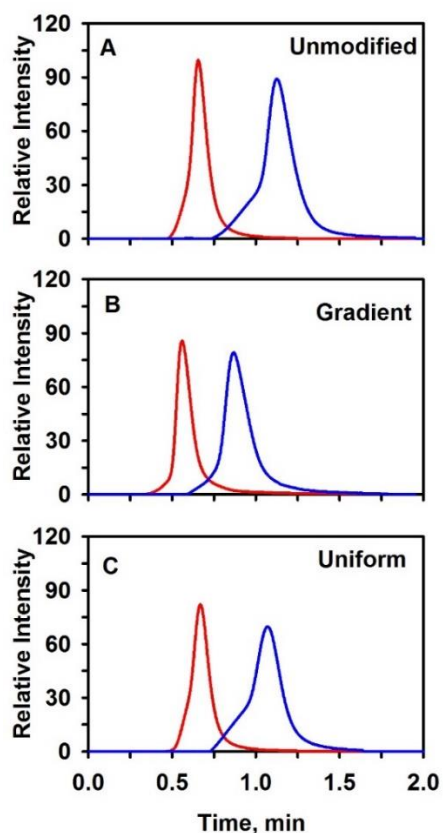 120
A
Unmodified
90
60
30
0
Relative Intensity
120
B
Gradient
90
60
30
0
Relative Intensity
120
C
Uniform
90
60
30
0
Relative Intensity
0.0 0.5 1.0 1.5 2.0
Time, min